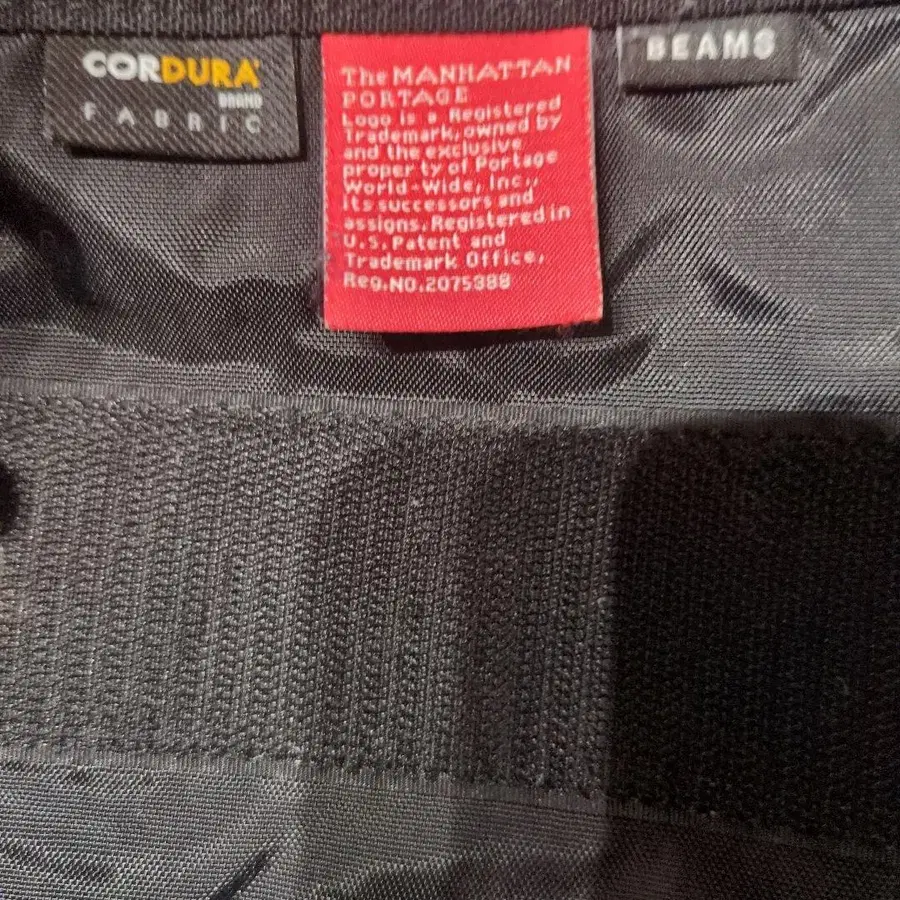 CORDURA
BRAND
FABRIC
The MANHATTAN
PORTAGE
Logo is a Registered
Trademark, owned by
and the exclusive
property of Portage
World-Wide, Inc.,
its successors and
assigns. Registered in
U.S. Patent and
Trademark Office,
Reg.NO.2075388
BEAMS